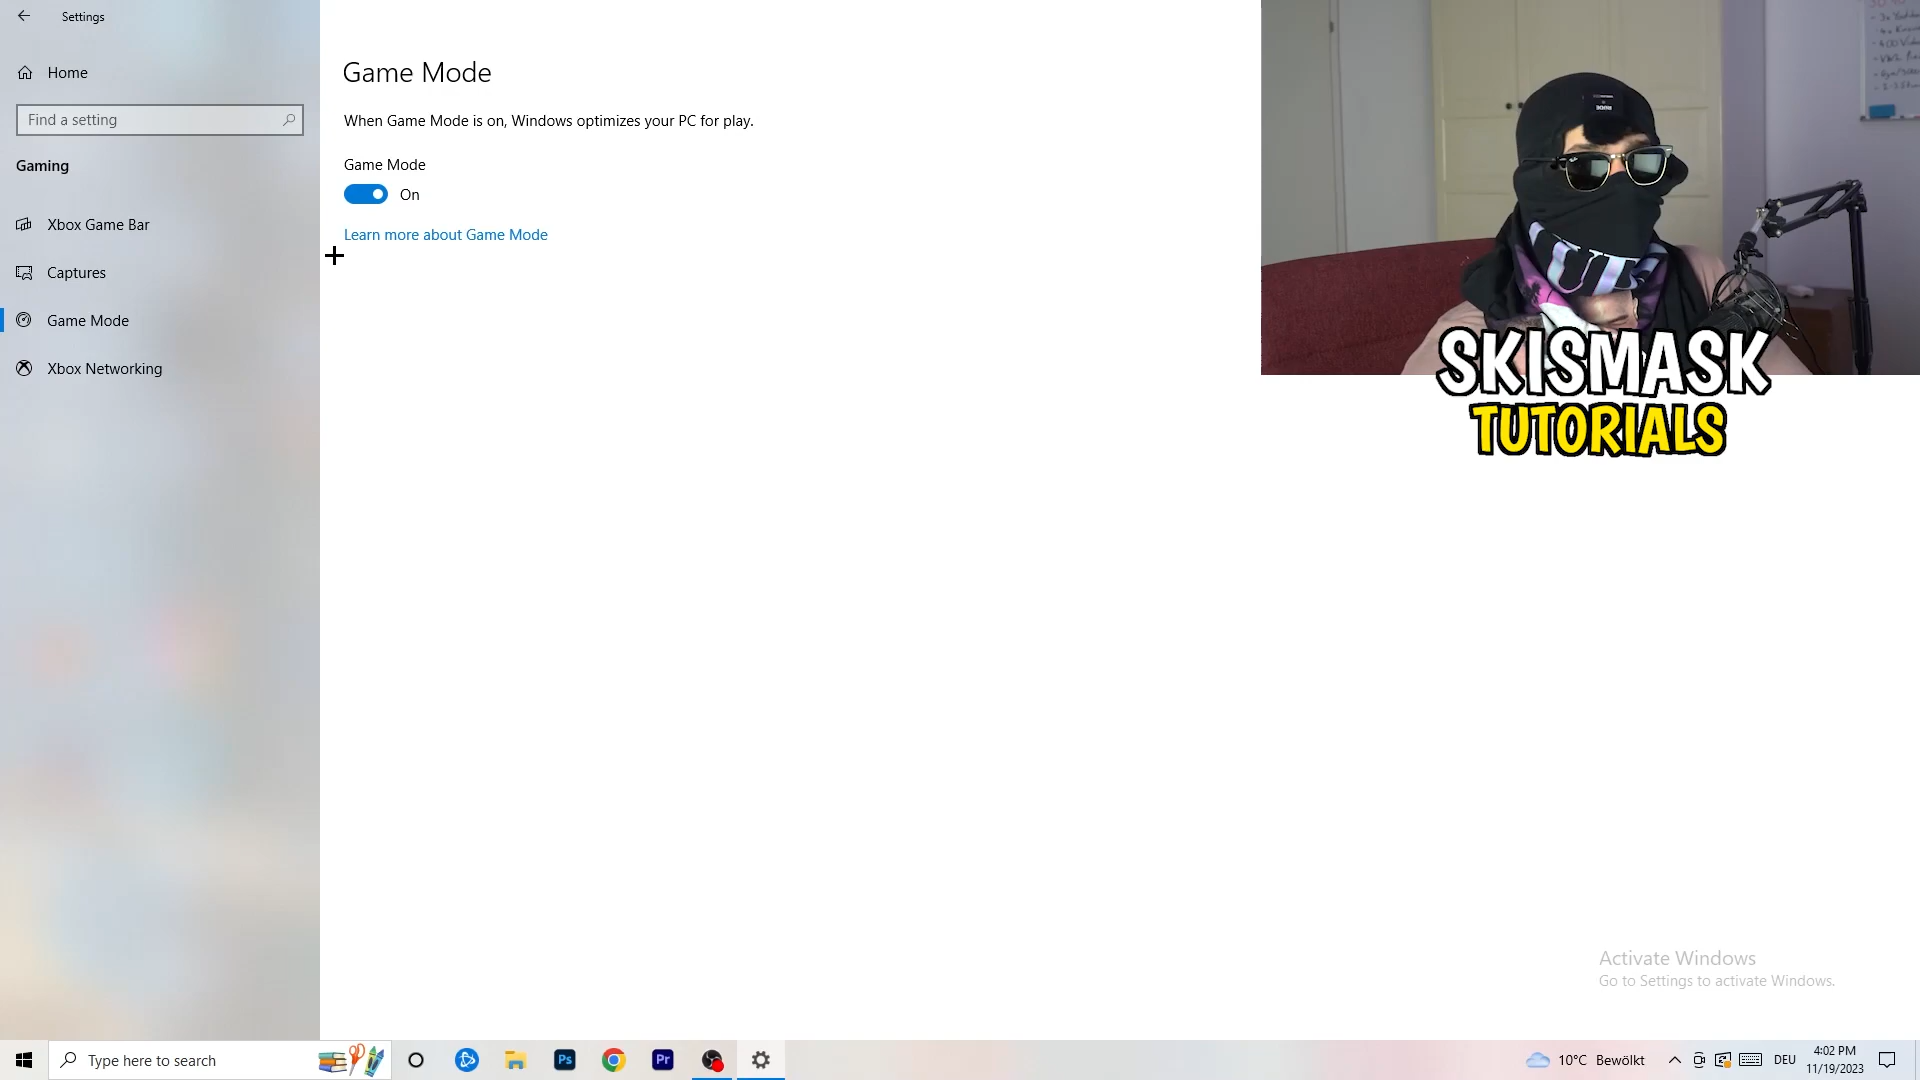 Settings
Home
Find a setting
Gaming
Xbox Game Bar
Captures
Game Mode
Xbox Networking
Game Mode
When Game Mode is on, Windows optimizes your PC for play.
Game Mode
On
Learn more about Game Mode
SKISMASK
TUTORIALS
Activate Windows
Go to Settings to activate Windows.
Type here to search
Ps
Pr
10°C Bewölkt
DEU
4:02 PM
11/19/2023